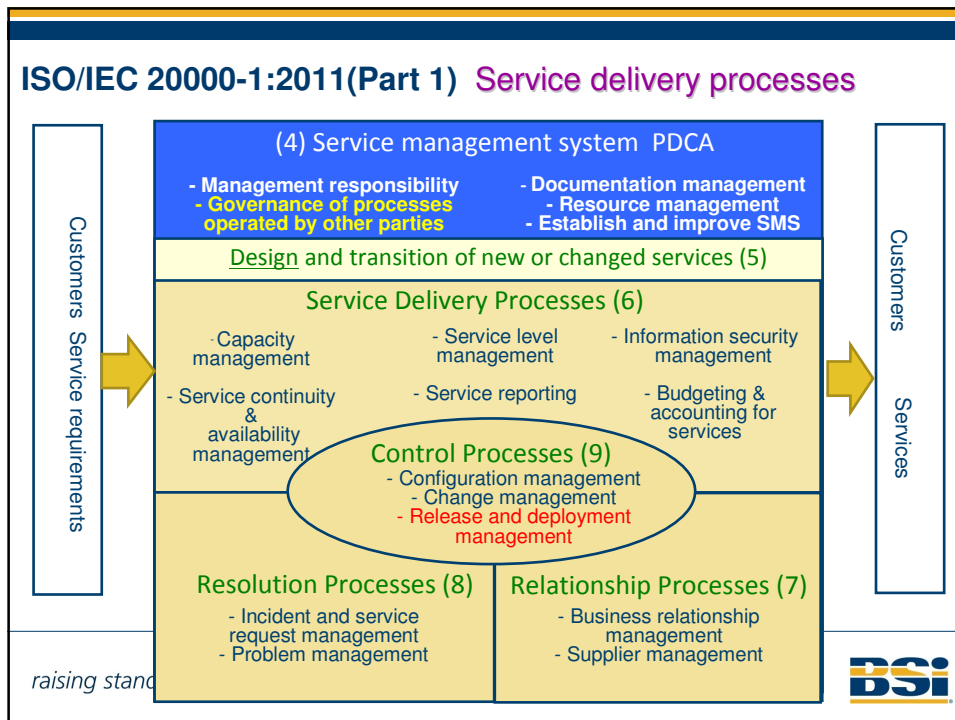 ISO/IEC 20000-1:2011(Part 1) Service delivery processes
Customers Service requirements
(4) Service management system PDCA
- Management responsibility
- Governance of processes
operated by other parties
- Documentation management
- Resource management
- Establish and improve SMS
Design and transition of new or changed services (5)
Service Delivery Processes (6)
- Capacity
management
- Service level
management
- Information security
management
- Service continuity
&
availability
management
- Service reporting
- Budgeting &
accounting for
services
Control Processes (9)
- Configuration management
- Change management
- Release and deployment
management
Resolution Processes (8)
- Incident and service
request management
- Problem management
Relationship Processes (7)
- Business relationship
management
- Supplier management
Customers Services
raising stand
BSi